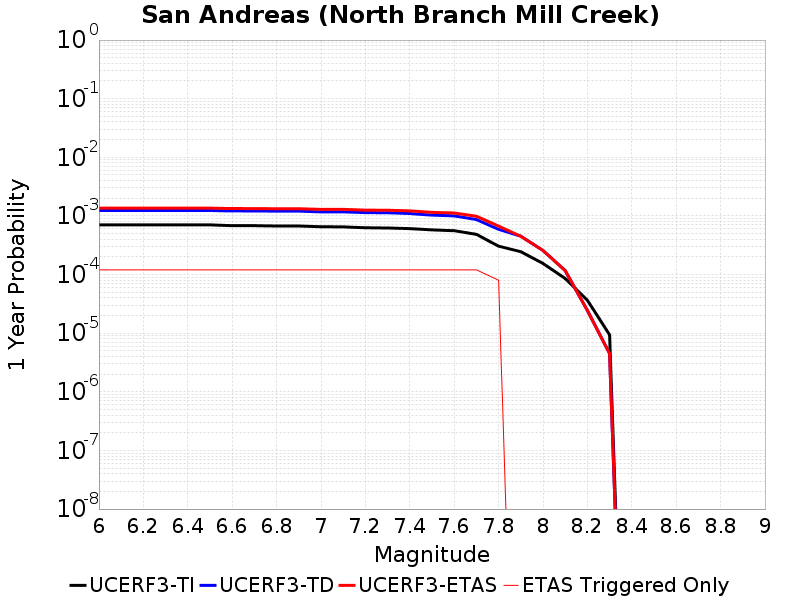 San Andreas (North Branch Mill Creek)
10^0
10^-1
10^-2
10^-3
10^-4
10^-5
10^-6
10^-7
10^-8
1 Year Probability
6 6.2 6.4 6.6 6.8 7 7.2 7.4 7.6 7.8 8 8.2 8.4 8.6 8.8 9
Magnitude
UCERF3-TI UCERF3-TD UCERF3-ETAS ETAS Triggered Only